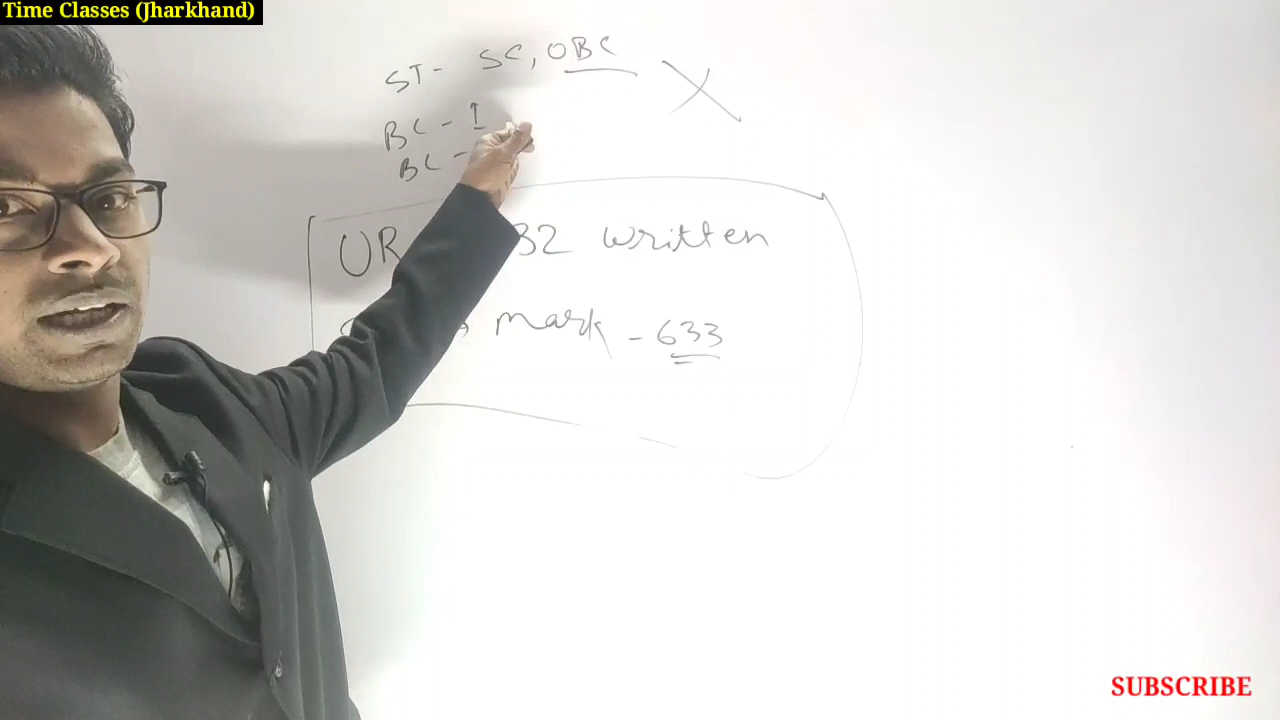 Time Classes (Jharkhand)
ST - SC, OBC
BC - I
BC -
UR 32 written
mark - 633
SUBSCRIBE